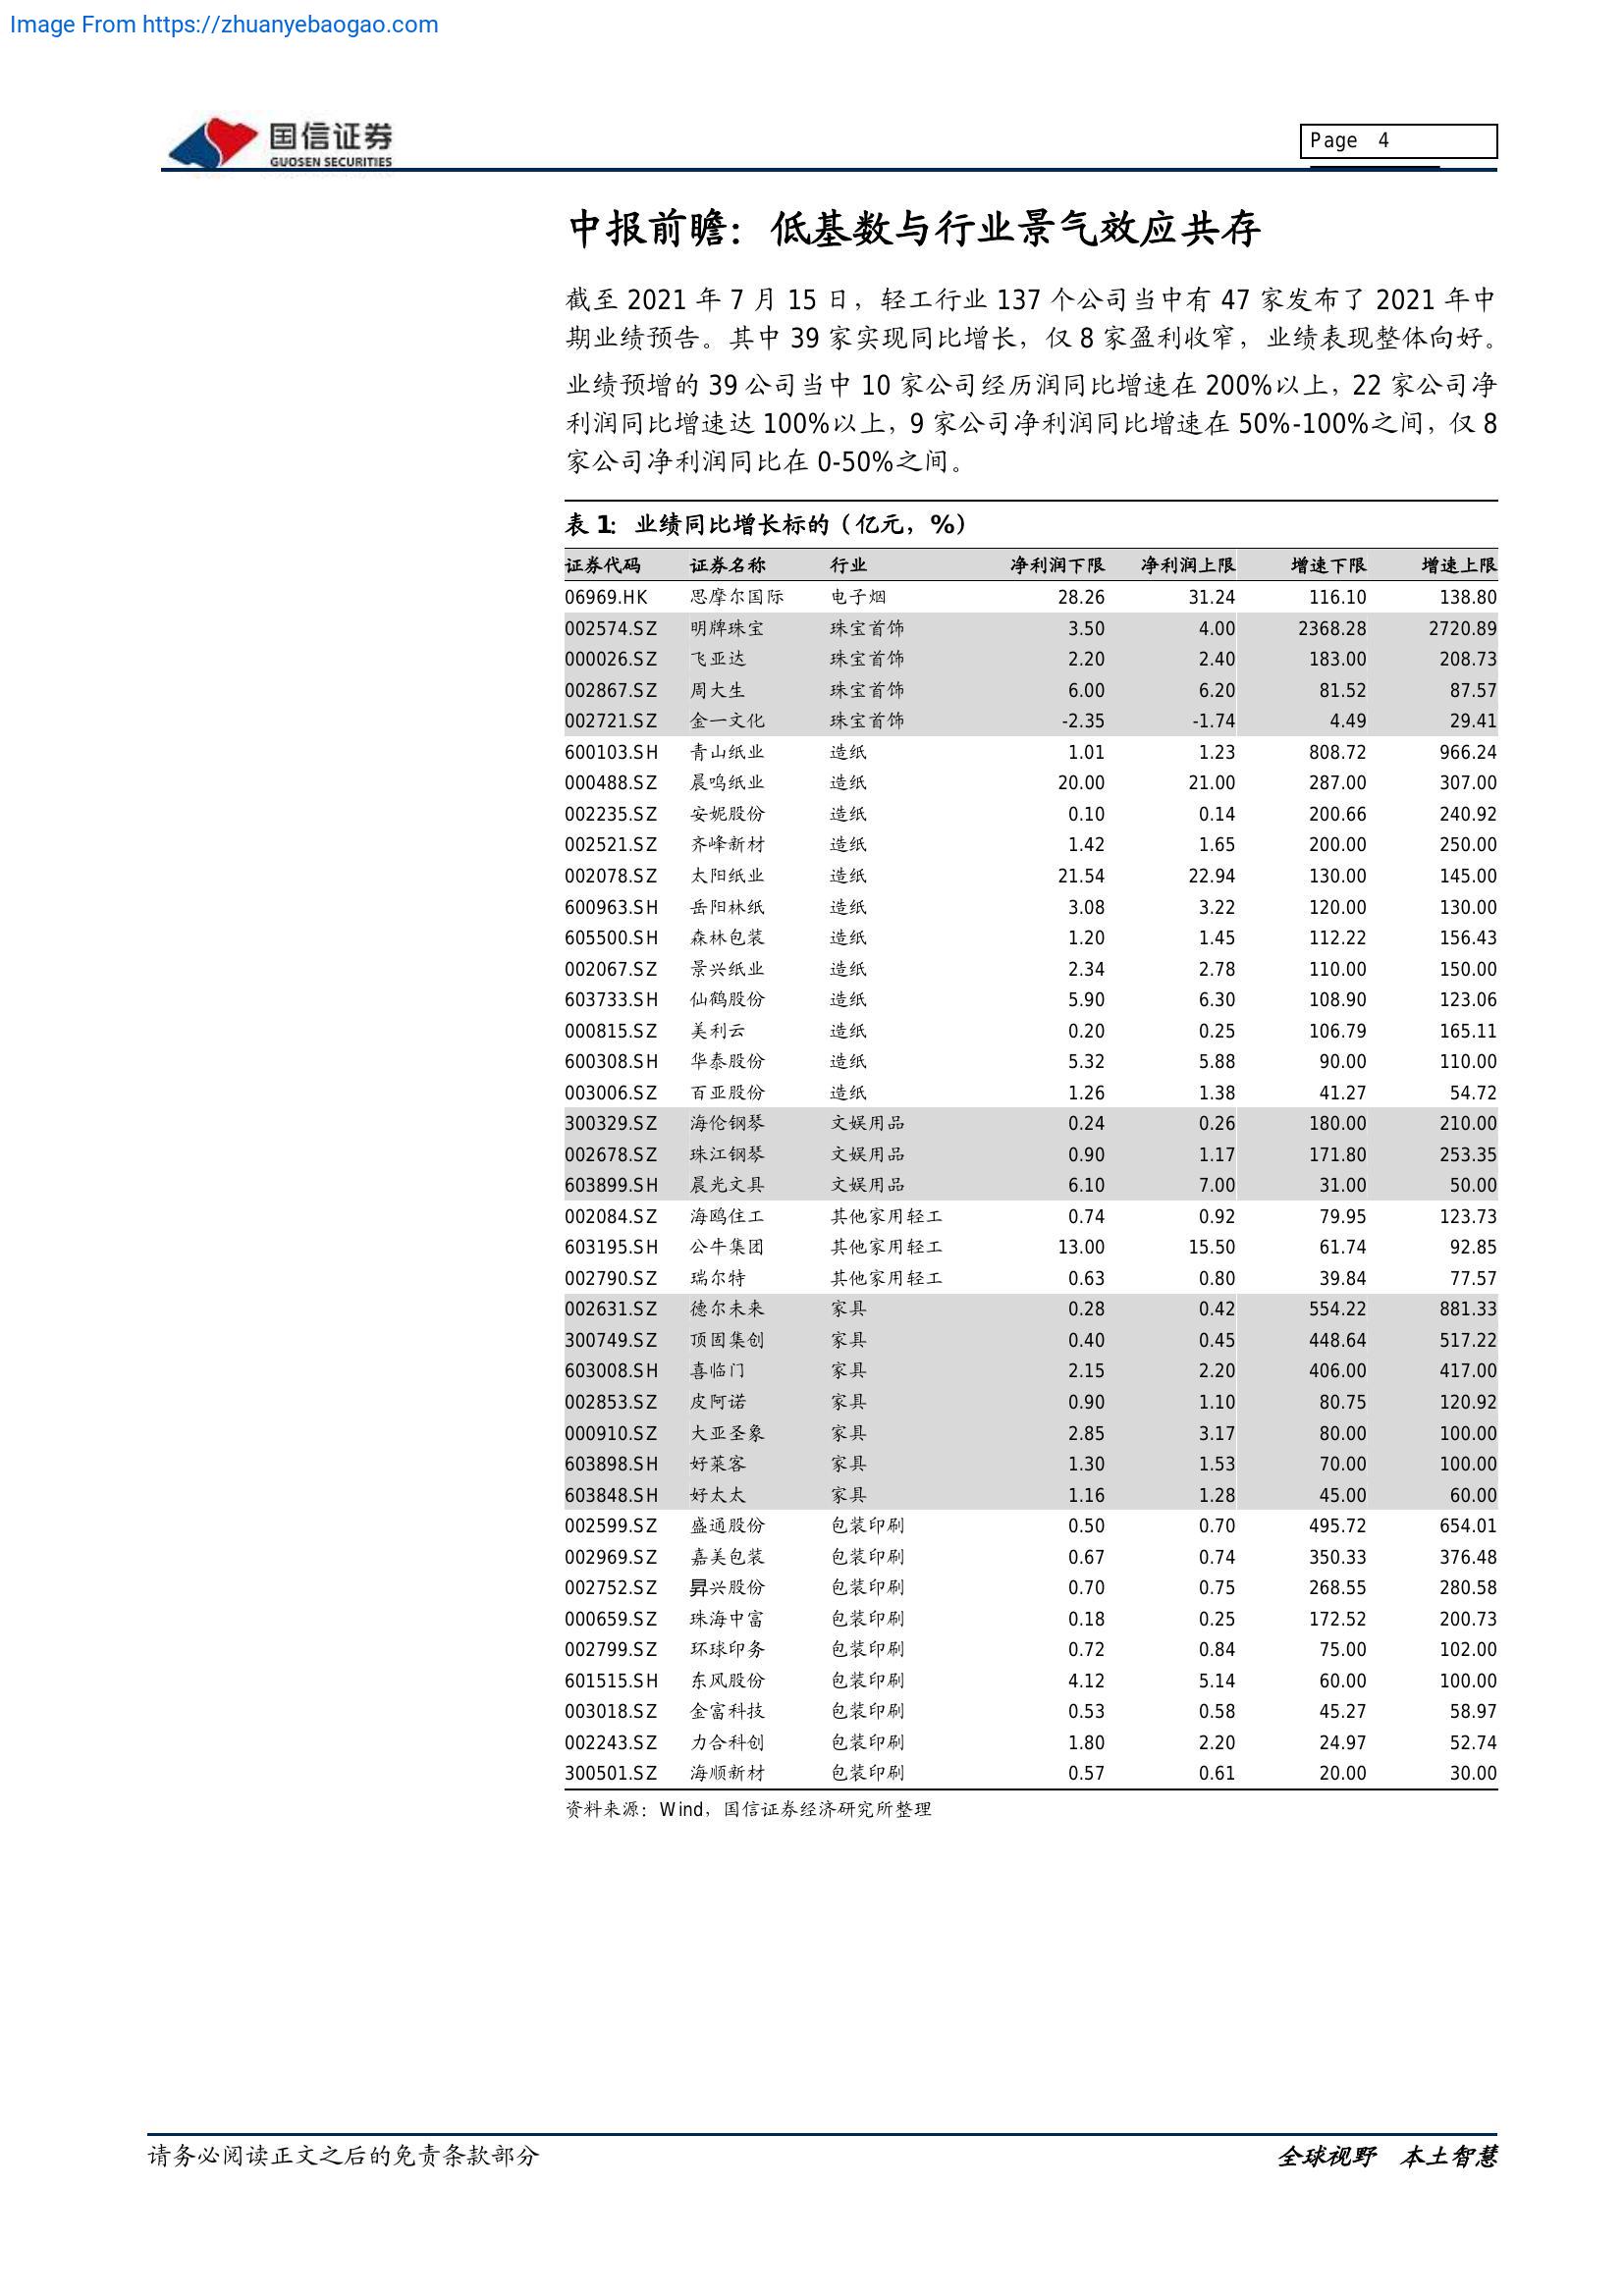 Image From https://zhuanyebaogao.com
国信证券
GUOSEN SECURITIES
Page 4
中报前瞻：低基数与行业景气效应共存
截至 2021 年 7 月 15 日，轻工行业 137 个公司当中有 47 家发布了 2021 年中
期业绩预告。其中 39 家实现同比增长，仅 8 家盈利收窄，业绩表现整体向好。
业绩预增的 39 公司当中 10 家公司经历润同比增速在 200%以上，22 家公司净
利润同比增速达 100%以上，9 家公司净利润同比增速在 50%-100%之间，仅 8
家公司净利润同比在 0-50%之间。
表 1：业绩同比增长标的（亿元，%）
证券代码 证券名称 行业 净利润下限 净利润上限 增速下限 增速上限
06969.HK 思摩尔国际 电子烟 28.26 31.24 116.10 138.80
002574.SZ 明牌珠宝 珠宝首饰 3.50 4.00 2368.28 2720.89
000026.SZ 飞亚达 珠宝首饰 2.20 2.40 183.00 208.73
002867.SZ 周大生 珠宝首饰 6.00 6.20 81.52 87.57
002721.SZ 金一文化 珠宝首饰 -2.35 -1.74 4.49 29.41
600103.SH 青山纸业 造纸 1.01 1.23 808.72 966.24
000488.SZ 晨鸣纸业 造纸 20.00 21.00 287.00 307.00
002235.SZ 安妮股份 造纸 0.10 0.14 200.66 240.92
002521.SZ 齐峰新材 造纸 1.42 1.65 200.00 250.00
002078.SZ 太阳纸业 造纸 21.54 22.94 130.00 145.00
600963.SH 岳阳林纸 造纸 3.08 3.22 120.00 130.00
605500.SH 森林包装 造纸 1.20 1.45 112.22 156.43
002067.SZ 景兴纸业 造纸 2.34 2.78 110.00 150.00
603733.SH 仙鹤股份 造纸 5.90 6.30 108.90 123.06
000815.SZ 美利云 造纸 0.20 0.25 106.79 165.11
600308.SH 华泰股份 造纸 5.32 5.88 90.00 110.00
003006.SZ 百亚股份 造纸 1.26 1.38 41.27 54.72
300329.SZ 海伦钢琴 文娱用品 0.24 0.26 180.00 210.00
002678.SZ 珠江钢琴 文娱用品 0.90 1.17 171.80 253.35
603899.SH 晨光文具 文娱用品 6.10 7.00 31.00 50.00
002084.SZ 海鸥住工 其他家用轻工 0.74 0.92 79.95 123.73
603195.SH 公牛集团 其他家用轻工 13.00 15.50 61.74 92.85
002790.SZ 瑞尔特 其他家用轻工 0.63 0.80 39.84 77.57
002631.SZ 德尔未来 家具 0.28 0.42 554.22 881.33
300749.SZ 顶固集创 家具 0.40 0.45 448.64 517.22
603008.SH 喜临门 家具 2.15 2.20 406.00 417.00
002853.SZ 皮阿诺 家具 0.90 1.10 80.75 120.92
000910.SZ 大亚圣象 家具 2.85 3.17 80.00 100.00
603898.SH 好莱客 家具 1.30 1.53 70.00 100.00
603848.SH 好太太 家具 1.16 1.28 45.00 60.00
002599.SZ 盛通股份 包装印刷 0.50 0.70 495.72 654.01
002969.SZ 嘉美包装 包装印刷 0.67 0.74 350.33 376.48
002752.SZ 昇兴股份 包装印刷 0.70 0.75 268.55 280.58
000659.SZ 珠海中富 包装印刷 0.18 0.25 172.52 200.73
002799.SZ 环球印务 包装印刷 0.72 0.84 75.00 102.00
601515.SH 东风股份 包装印刷 4.12 5.14 60.00 100.00
003018.SZ 金富科技 包装印刷 0.53 0.58 45.27 58.97
002243.SZ 力合科创 包装印刷 1.80 2.20 24.97 52.74
300501.SZ 海顺新材 包装印刷 0.57 0.61 20.00 30.00
资料来源：Wind，国信证券经济研究所整理
请务必阅读正文之后的免责条款部分
全球视野 本土智慧